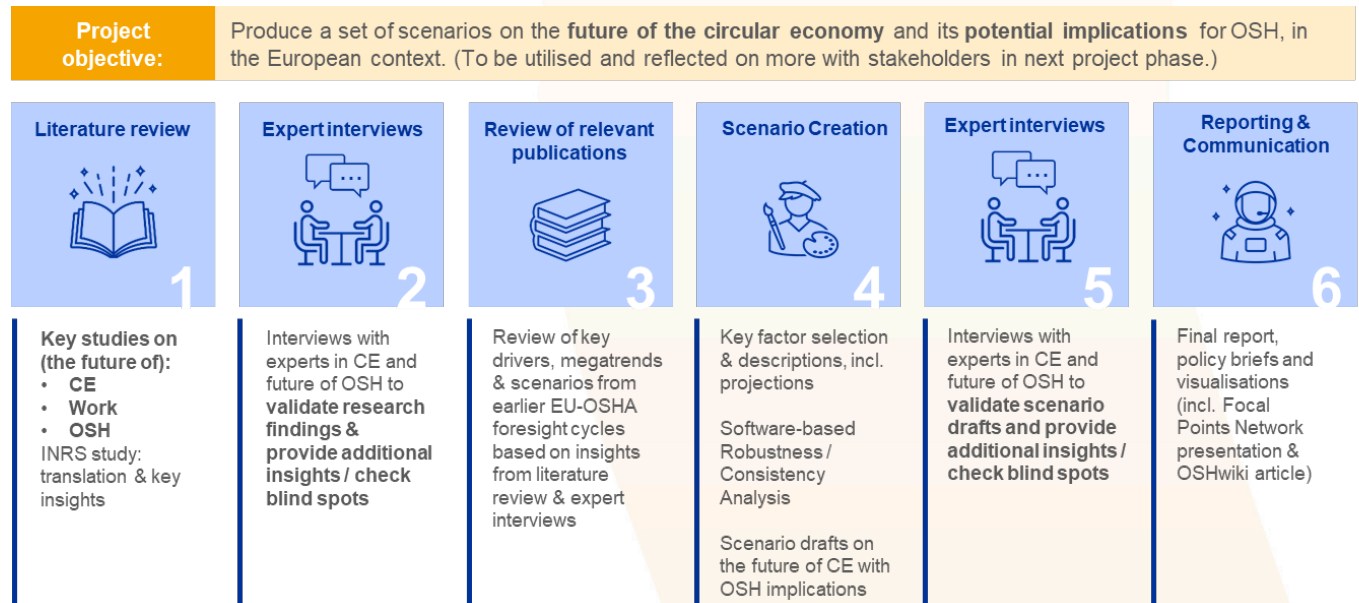 Project
objective:
Produce a set of scenarios on the future of the circular economy and its potential implications for OSH, in
the European context. (To be utilised and reflected on more with stakeholders in next project phase.)
Literature review
1
Key studies on
(the future of):
• CE
• Work
• OSH
INRS study:
translation & key
insights
Expert interviews
2
Interviews with
experts in CE and
future of OSH to
validate research
findings &
provide additional
insights / check
blind spots
Review of relevant
publications
3
Review of key
drivers, megatrends
& scenarios from
earlier EU-OSHA
foresight cycles
based on insights
from literature
review & expert
interviews
Scenario Creation
4
Key factor selection
& descriptions, incl.
projections
Software-based
Robustness /
Consistency
Analysis
Scenario drafts on
the future of CE with
OSH implications
Expert interviews
5
Interviews with
experts in CE and
future of OSH to
validate scenario
drafts and provide
additional insights /
check blind spots
Reporting &
Communication
6
Final report,
policy briefs and
visualisations
(incl. Focal
Points Network
presentation &
OSHwiki article)